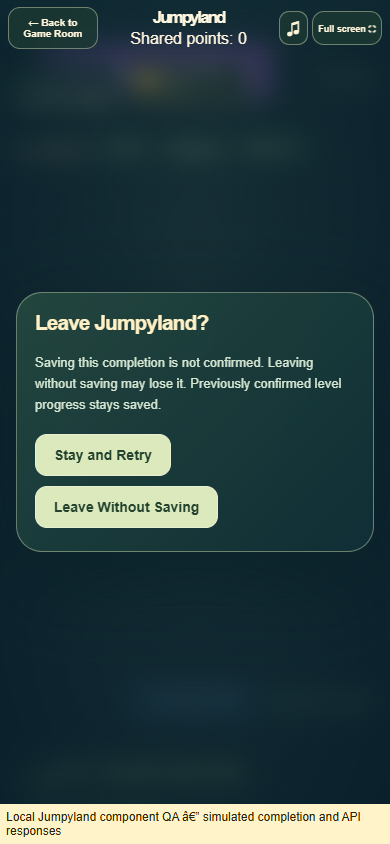 ← Back to
Game Room
Jumpyland
Shared points: 0
Full screen
Leave Jumpyland?
Saving this completion is not confirmed. Leaving
without saving may lose it. Previously confirmed level
progress stays saved.
Stay and Retry
Leave Without Saving
Local Jumpyland component QA â€” simulated completion and API
responses